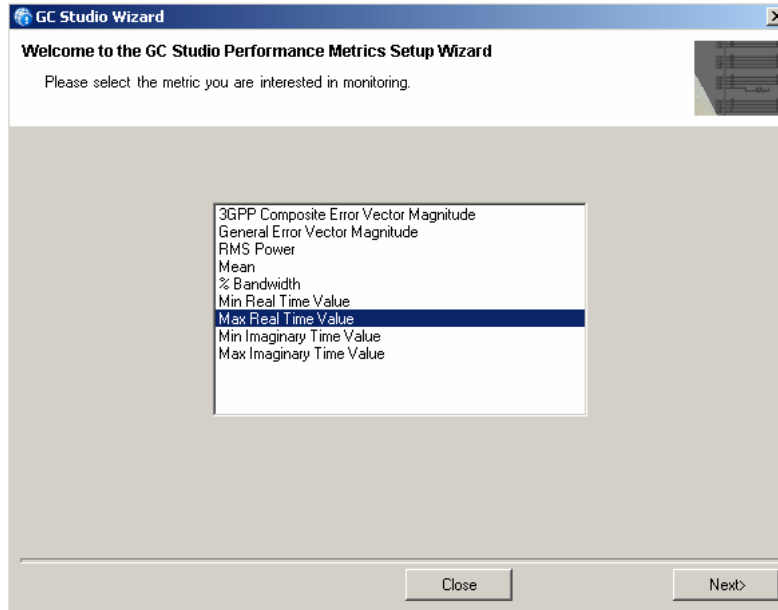 GC Studio Wizard
Welcome to the GC Studio Performance Metrics Setup Wizard
Please select the metric you are interested in monitoring.
3GPP Composite Error Vector Magnitude
General Error Vector Magnitude
RMS Power
Mean
% Bandwidth
Min Real Time Value
Max Real Time Value
Min Imaginary Time Value
Max Imaginary Time Value
Close
Next>